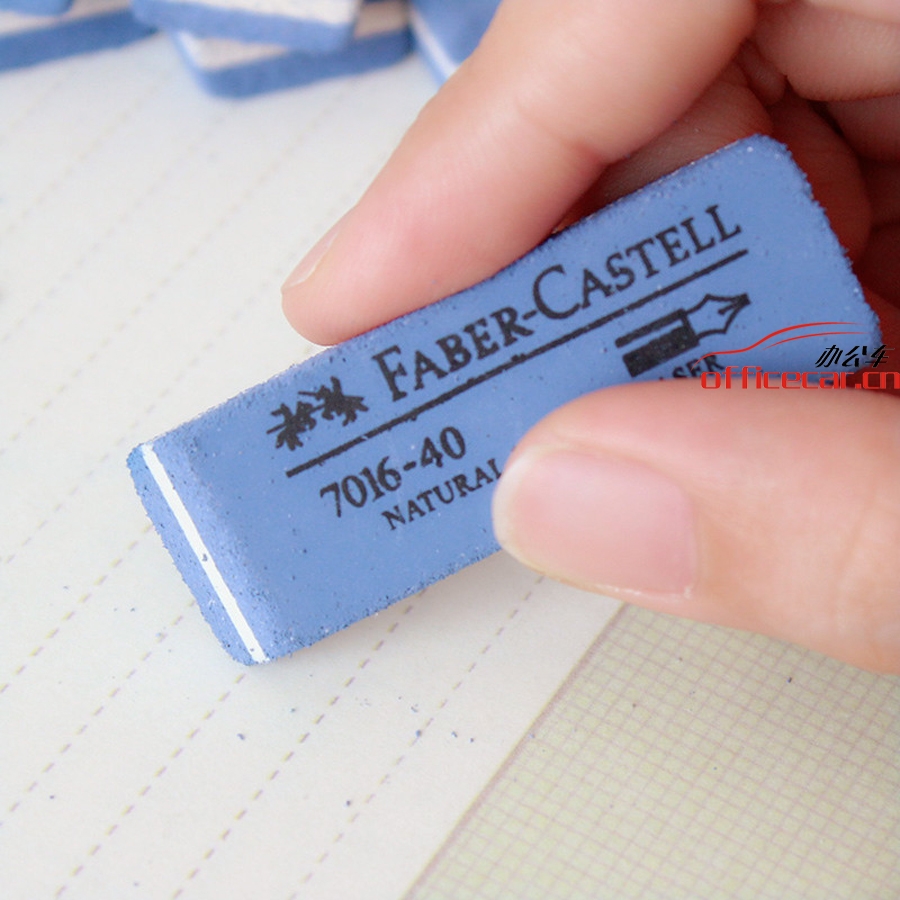 FABER-CASTELL
7016-40
NATURAL
办公车
officecar.cn